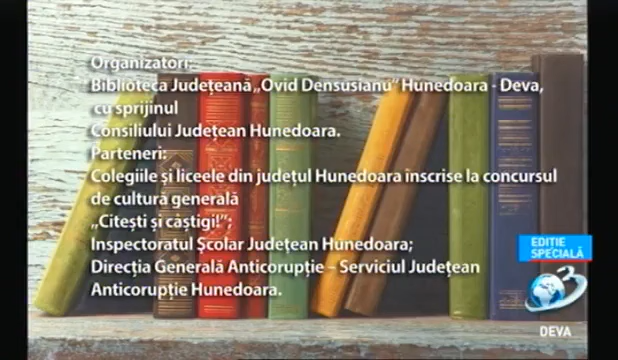 Organizatori:
Biblioteca Județeană „Ovid Densusianu" Hunedoara - Deva,
cu sprijinul
Consiliului Județean Hunedoara.
Parteneri:
Colegiile și liceele din județul Hunedoara înscrise la concursul
de cultură generală
„Citești și câștigi!";
Inspectoratul Școlar Județean Hunedoara;
Direcția Generală Anticorupție – Serviciul Județean
Anticorupție Hunedoara.
EDIȚIE
SPECIALĂ
3
DEVA